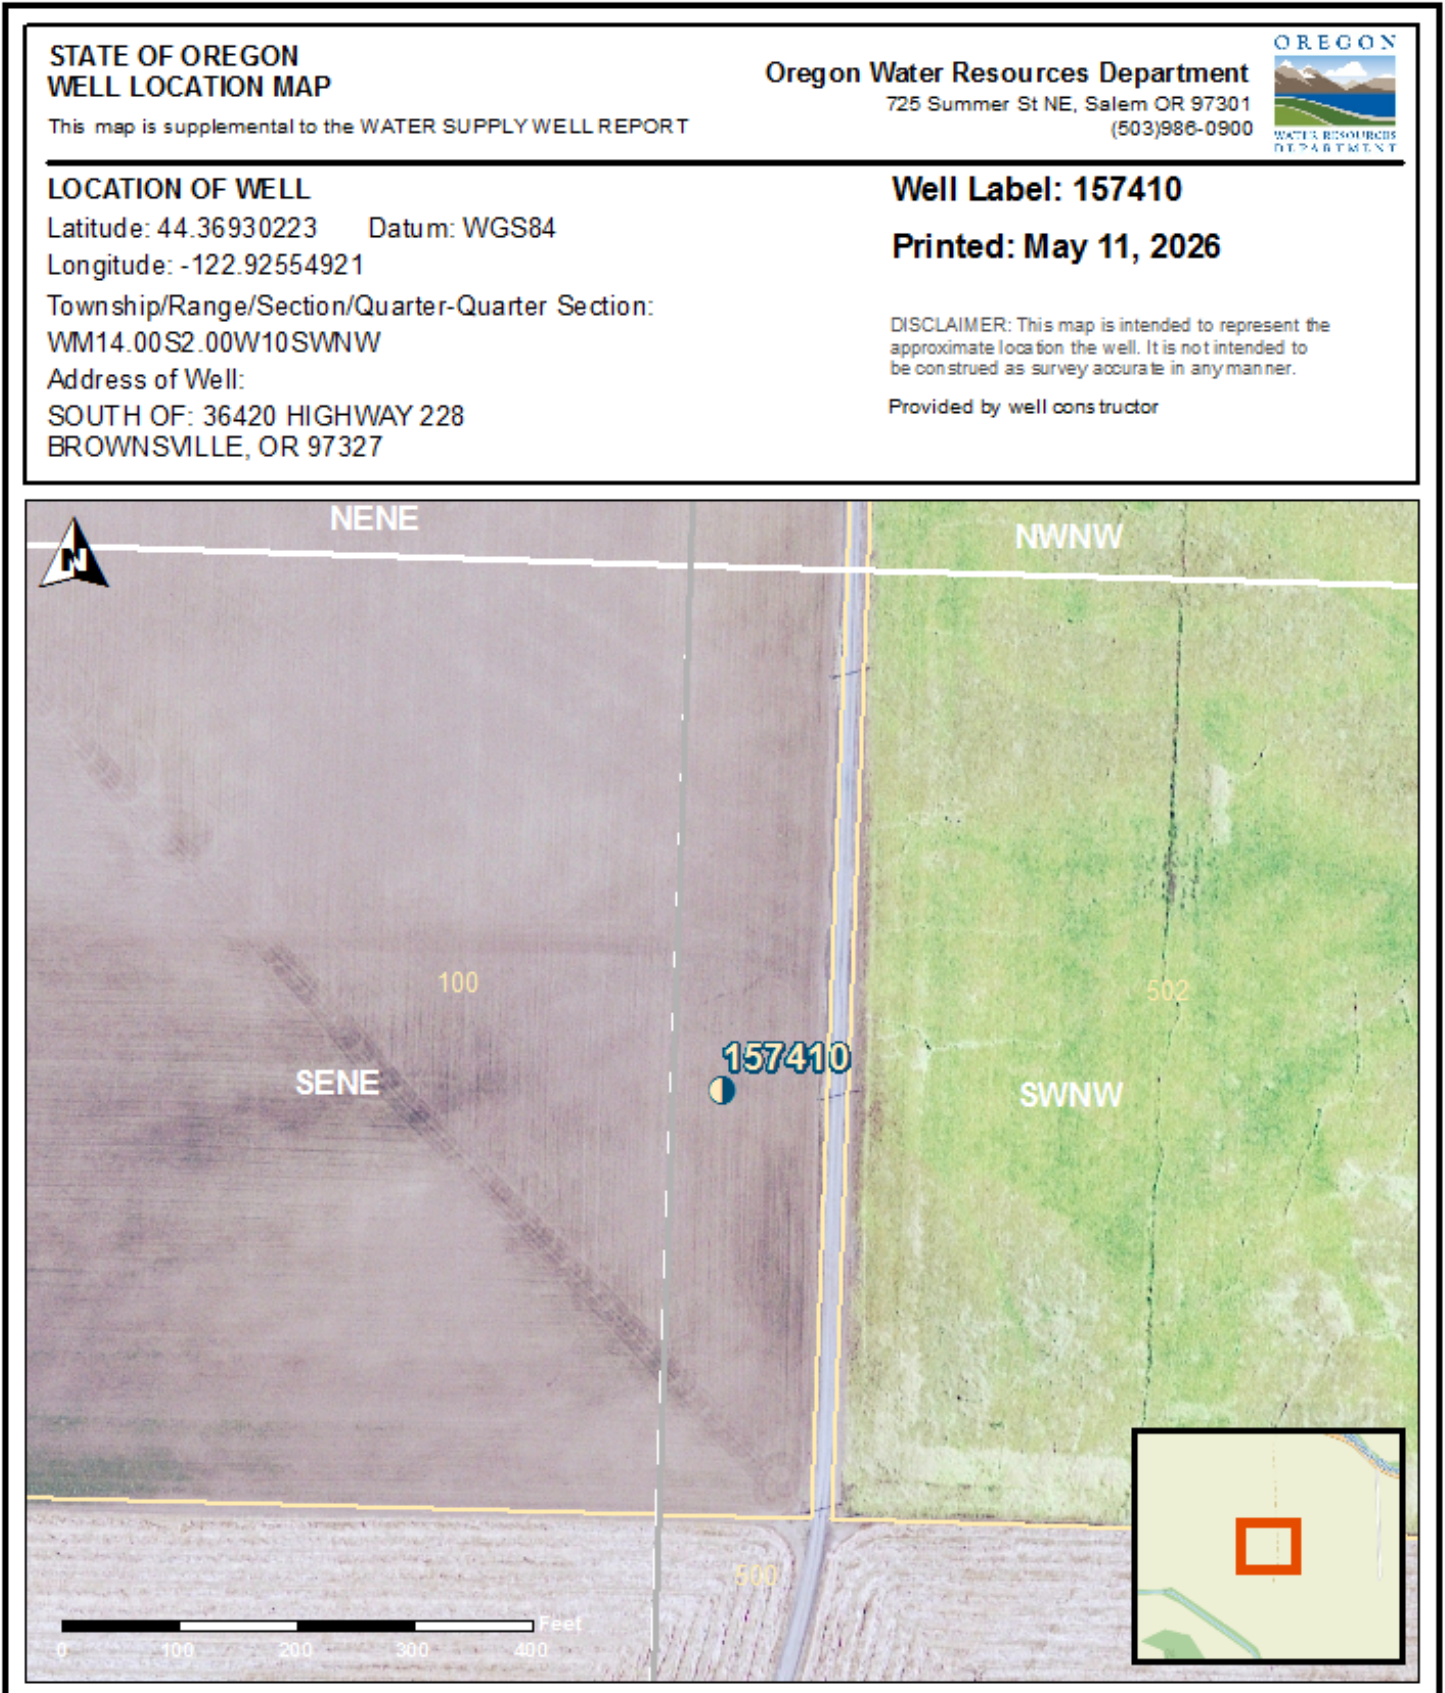 STATE OF OREGON
WELL LOCATION MAP
This map is supplemental to the WATER SUPPLY WELL REPORT
Oregon Water Resources Department
725 Summer St NE, Salem OR 97301
(503)986-0900
OREGON
WATER RESOURCES
DEPARTMENT
LOCATION OF WELL
Latitude: 44.36930223 Datum: WGS84
Longitude: -122.92554921
Township/Range/Section/Quarter-Quarter Section:
WM14.00S2.00W10SWNW
Address of Well:
SOUTH OF: 36420 HIGHWAY 228
BROWNSVILLE, OR 97327
Well Label: 157410
Printed: May 11, 2026
DISCLAIMER: This map is intended to represent the
approximate location the well. It is not intended to
be construed as survey accurate in any manner.
Provided by well constructor
NENE
NWNW
N
100
502
157410
SENE
SWNW
500
Feet
0 100 200 300 400